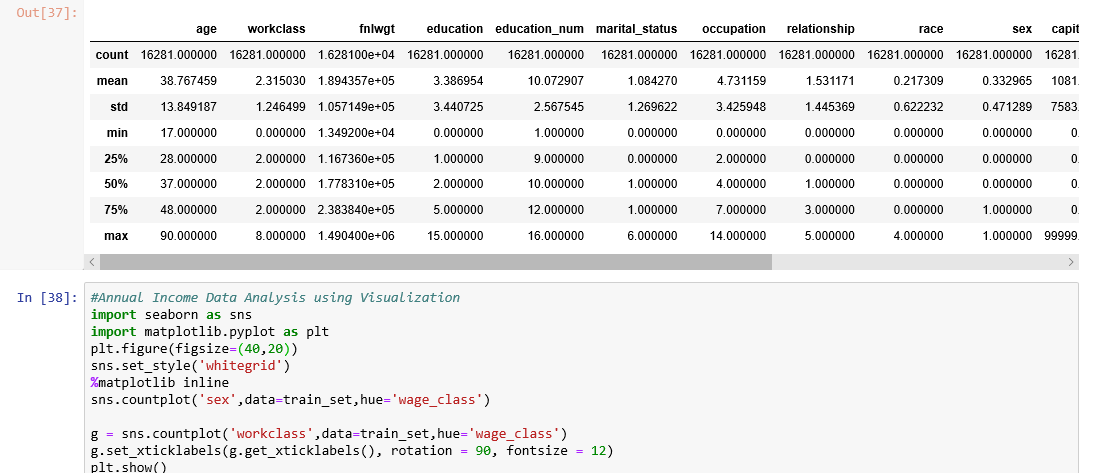 Out[37]:
age workclass fnlwgt education education_num marital_status occupation relationship race sex capit
count 16281.000000 16281.000000 1.628100e+04 16281.000000 16281.000000 16281.000000 16281.000000 16281.000000 16281.000000 16281.000000 16281.
mean 38.767459 2.315030 1.894357e+05 3.386954 10.072907 1.084270 4.731159 1.531171 0.217309 0.332965 1081.
std 13.849187 1.246499 1.057149e+05 3.440725 2.567545 1.269622 3.425948 1.445369 0.622232 0.471289 7583.
min 17.000000 0.000000 1.349200e+04 0.000000 1.000000 0.000000 0.000000 0.000000 0.000000 0.000000 0.
25% 28.000000 2.000000 1.167360e+05 1.000000 9.000000 0.000000 2.000000 0.000000 0.000000 0.000000 0.
50% 37.000000 2.000000 1.778310e+05 2.000000 10.000000 1.000000 4.000000 1.000000 0.000000 0.000000 0.
75% 48.000000 2.000000 2.383840e+05 5.000000 12.000000 1.000000 7.000000 3.000000 0.000000 1.000000 0.
max 90.000000 8.000000 1.490400e+06 15.000000 16.000000 6.000000 14.000000 5.000000 4.000000 1.000000 99999.
In [38]:
#Annual Income Data Analysis using Visualization
import seaborn as sns
import matplotlib.pyplot as plt
plt.figure(figsize=(40,20))
sns.set_style('whitegrid')
%matplotlib inline
sns.countplot('sex',data=train_set,hue='wage_class')
g = sns.countplot('workclass',data=train_set,hue='wage_class')
g.set_xticklabels(g.get_xticklabels(), rotation = 90, fontsize = 12)
plt.show()